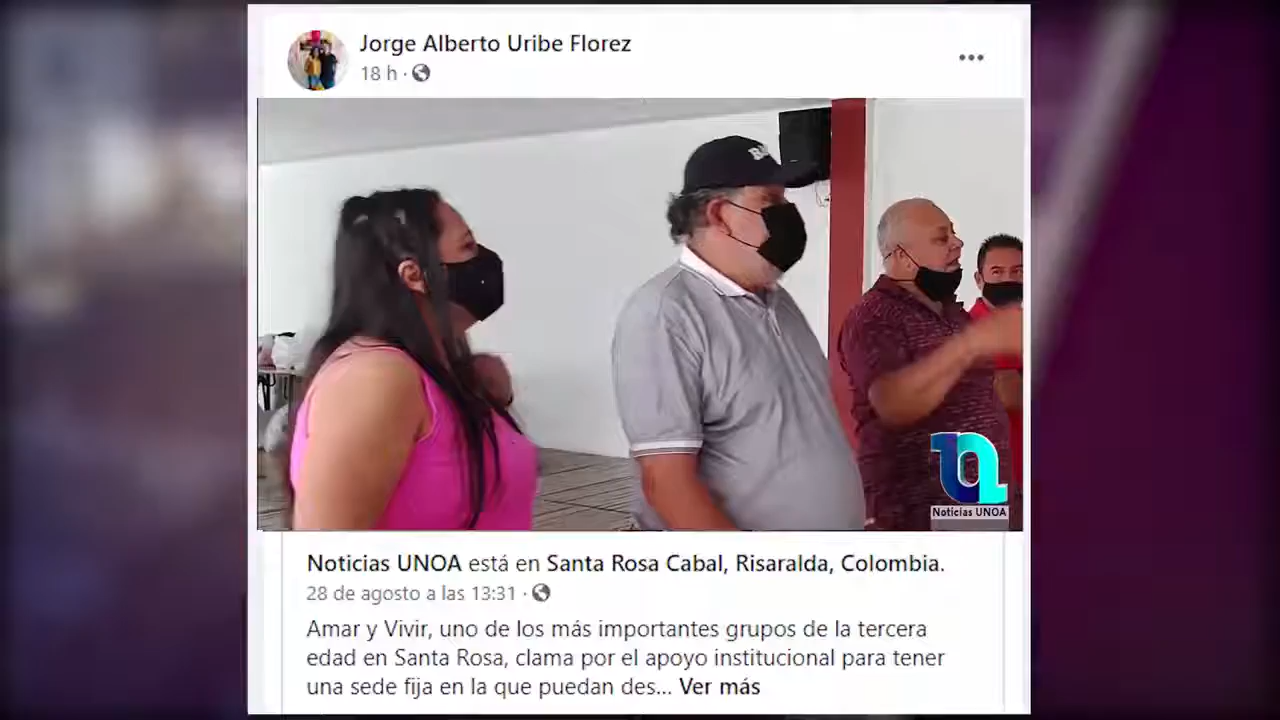 Jorge Alberto Uribe Florez
18 h ·
Noticias UNOA
Noticias UNOA está en Santa Rosa Cabal, Risaralda, Colombia.
28 de agosto a las 13:31 ·
Amar y Vivir, uno de los más importantes grupos de la tercera
edad en Santa Rosa, clama por el apoyo institucional para tener
una sede fija en la que puedan des... Ver más